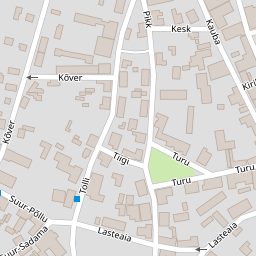 Pikk
Kesk
Kauba
Kõver
Kirik
Kõver
Tiigi
Turu
Turu
Turu
Tolli
Suur-Põllu
Suur-Sadama
Lasteaia
Lasteaia